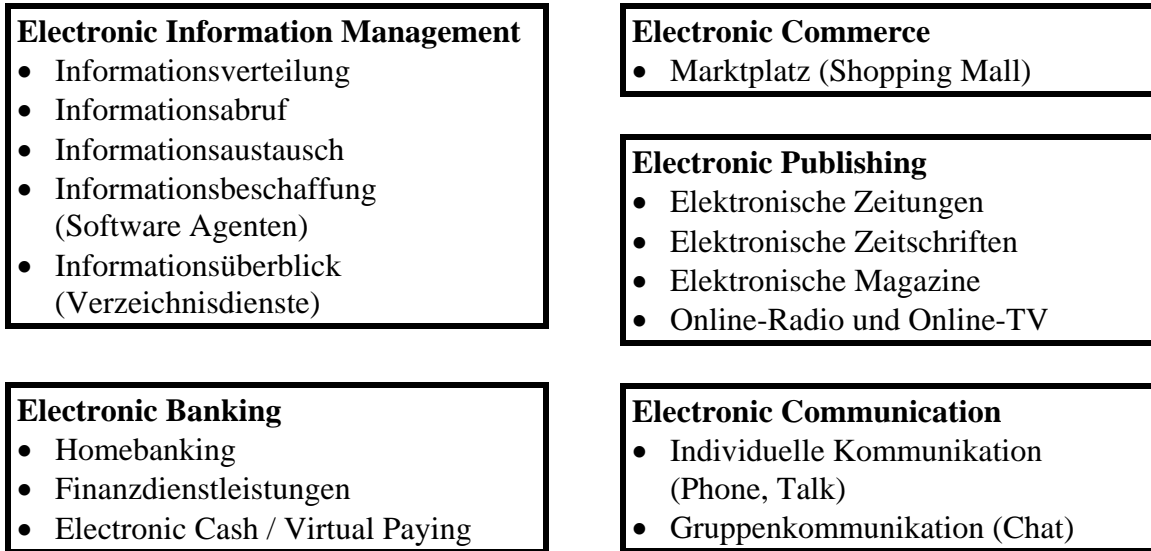 Electronic Information Management
• Informationsverteilung
• Informationsabruf
• Informationsaustausch
• Informationsbeschaffung
(Software Agenten)
• Informationsüberblick
(Verzeichnisdienste)
Electronic Banking
• Homebanking
• Finanzdienstleistungen
• Electronic Cash / Virtual Paying
Electronic Commerce
• Marktplatz (Shopping Mall)
Electronic Publishing
• Elektronische Zeitungen
• Elektronische Zeitschriften
• Elektronische Magazine
• Online-Radio und Online-TV
Electronic Communication
• Individuelle Kommunikation
(Phone, Talk)
• Gruppenkommunikation (Chat)